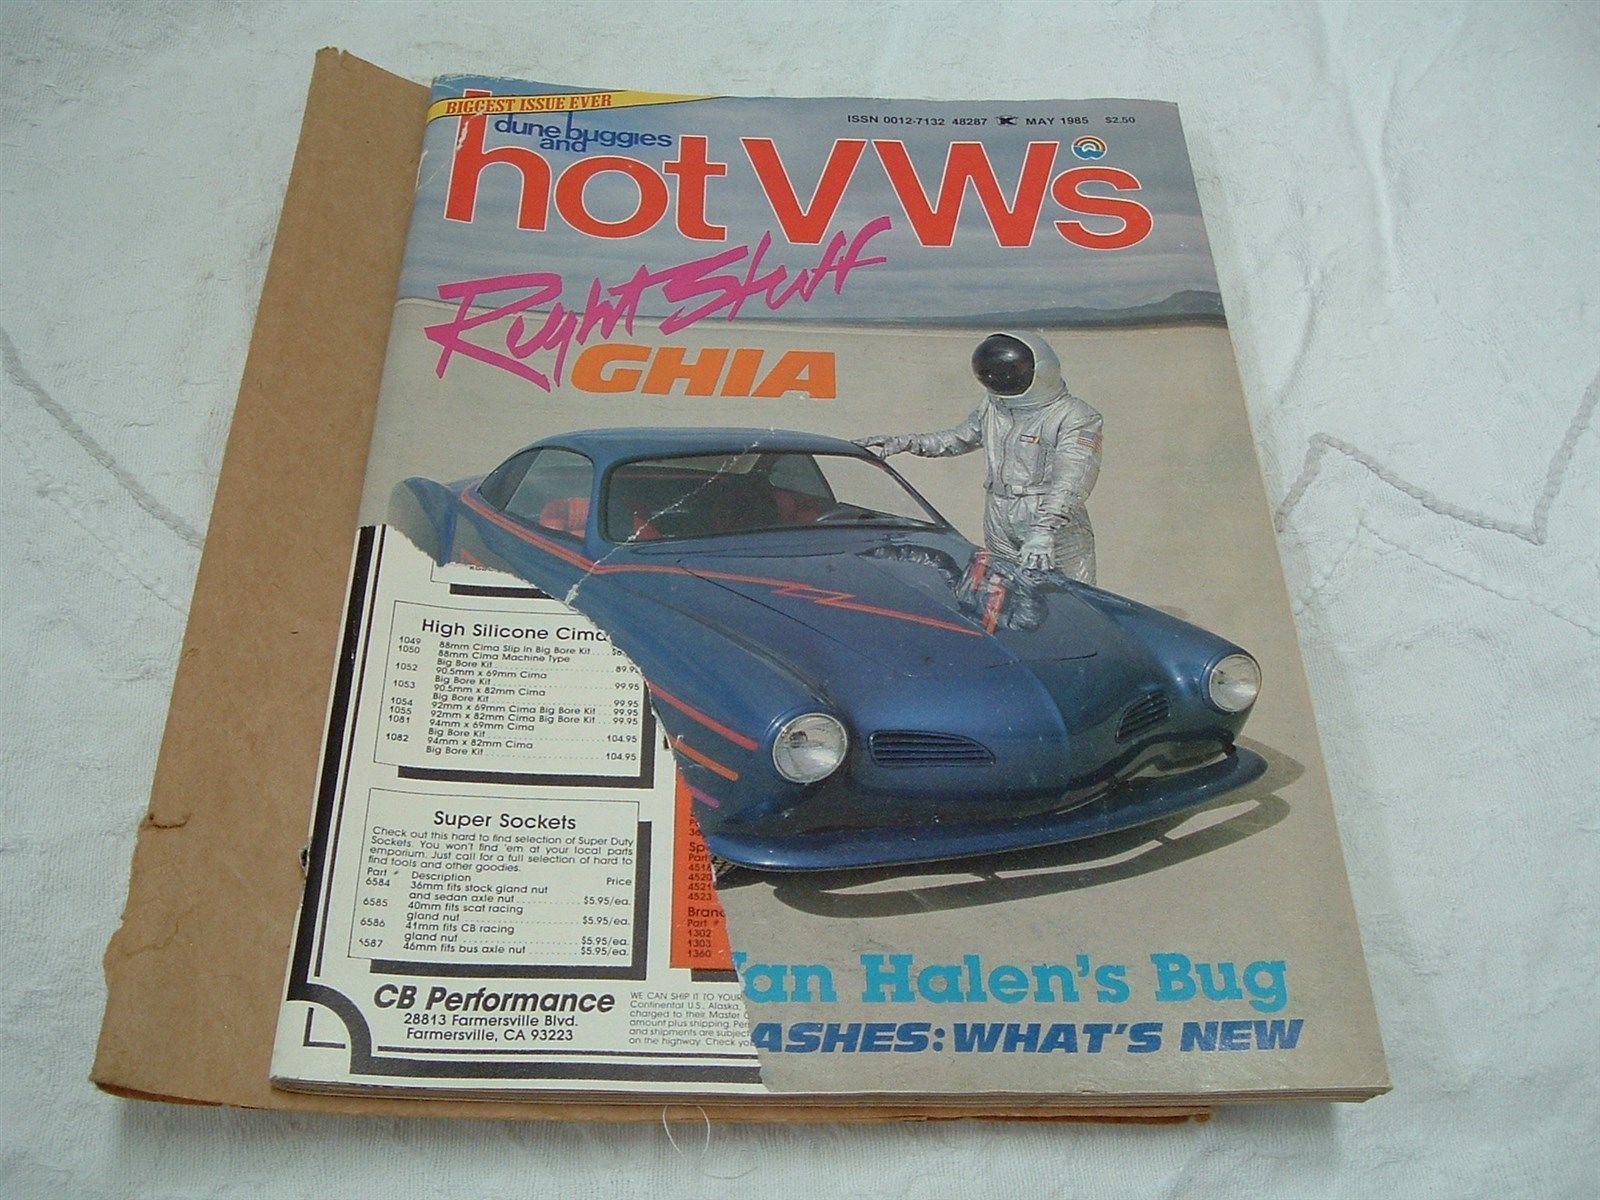 BIGGEST ISSUE EVER
ISSN 0012-7132 48287 MAY 1985 $2.50
dune buggies
and
hot VWs
Right Stuff
GHIA
High Silicone Cima
1049 88mm Cima Slip In Big Bore Kit
1050 88mm Cima Machine Type
Big Bore Kit 89.95
1052 90.5mm x 69mm Cima
Big Bore Kit 99.95
1053 90.5mm x 82mm Cima
Big Bore Kit 99.95
1054 92mm x 69mm Cima Big Bore Kit 99.95
1055 92mm x 82mm Cima Big Bore Kit 99.95
1081 94mm x 69mm Cima
Big Bore Kit 104.95
1082 94mm x 82mm Cima
Big Bore Kit 104.95
Super Sockets
Check out this hard to find selection of Super Duty
Sockets. You won't find 'em at your local parts
emporium. Just call for a full selection of hard to
find tools and other goodies.
Part # Description Price
6584 36mm fits stock gland nut
and sedan axle nut $5.95/ea.
6585 40mm fits scat racing
gland nut $5.95/ea.
6586 41mm fits CB racing
gland nut $5.95/ea.
6587 46mm fits bus axle nut $5.95/ea.
Part
4520
4523
Part #
1302
1303
1360
CB Performance
28813 Farmersville Blvd.
Farmersville, CA 93223
WE CAN SHIP IT TO YOUR
Continental U.S. Alaska,
charged to their Master
amount plus shipping.
and shipments are subject
on the highway. Check
an Halen's Bug
ASHES: WHAT'S NEW